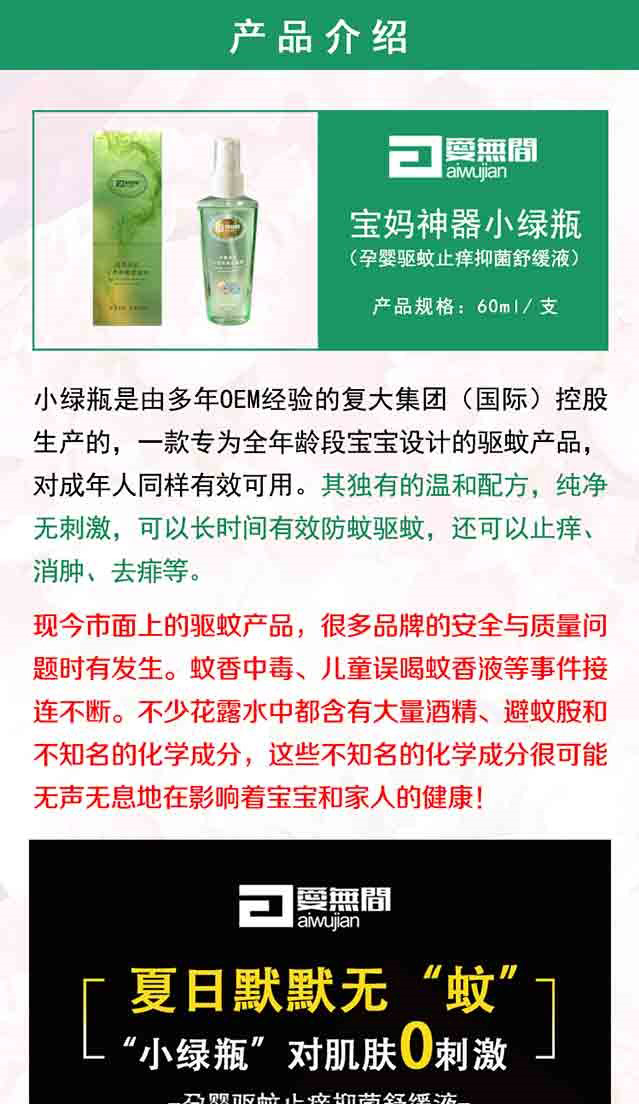 产品介绍
愛無間
aiwujian
宝妈神器小绿瓶
（孕婴驱蚊止痒抑菌舒缓液）
产品规格：60ml/支
小绿瓶是由多年OEM经验的复大集团（国际）控股
生产的，一款专为全年龄段宝宝设计的驱蚊产品，
对成年人同样有效可用。其独有的温和配方，纯净
无刺激，可以长时间有效防蚊驱蚊，还可以止痒、
消肿、去痱等。
现今市面上的驱蚊产品，很多品牌的安全与质量问
题时有发生。蚊香中毒、儿童误喝蚊香液等事件接
连不断。不少花露水中都含有大量酒精、避蚊胺和
不知名的化学成分，这些不知名的化学成分很可能
无声无息地在影响着宝宝和家人的健康！
愛無間
aiwujian
夏日默默无“蚊”
“小绿瓶”对肌肤0刺激
-孕婴驱蚊止痒抑菌舒缓液-